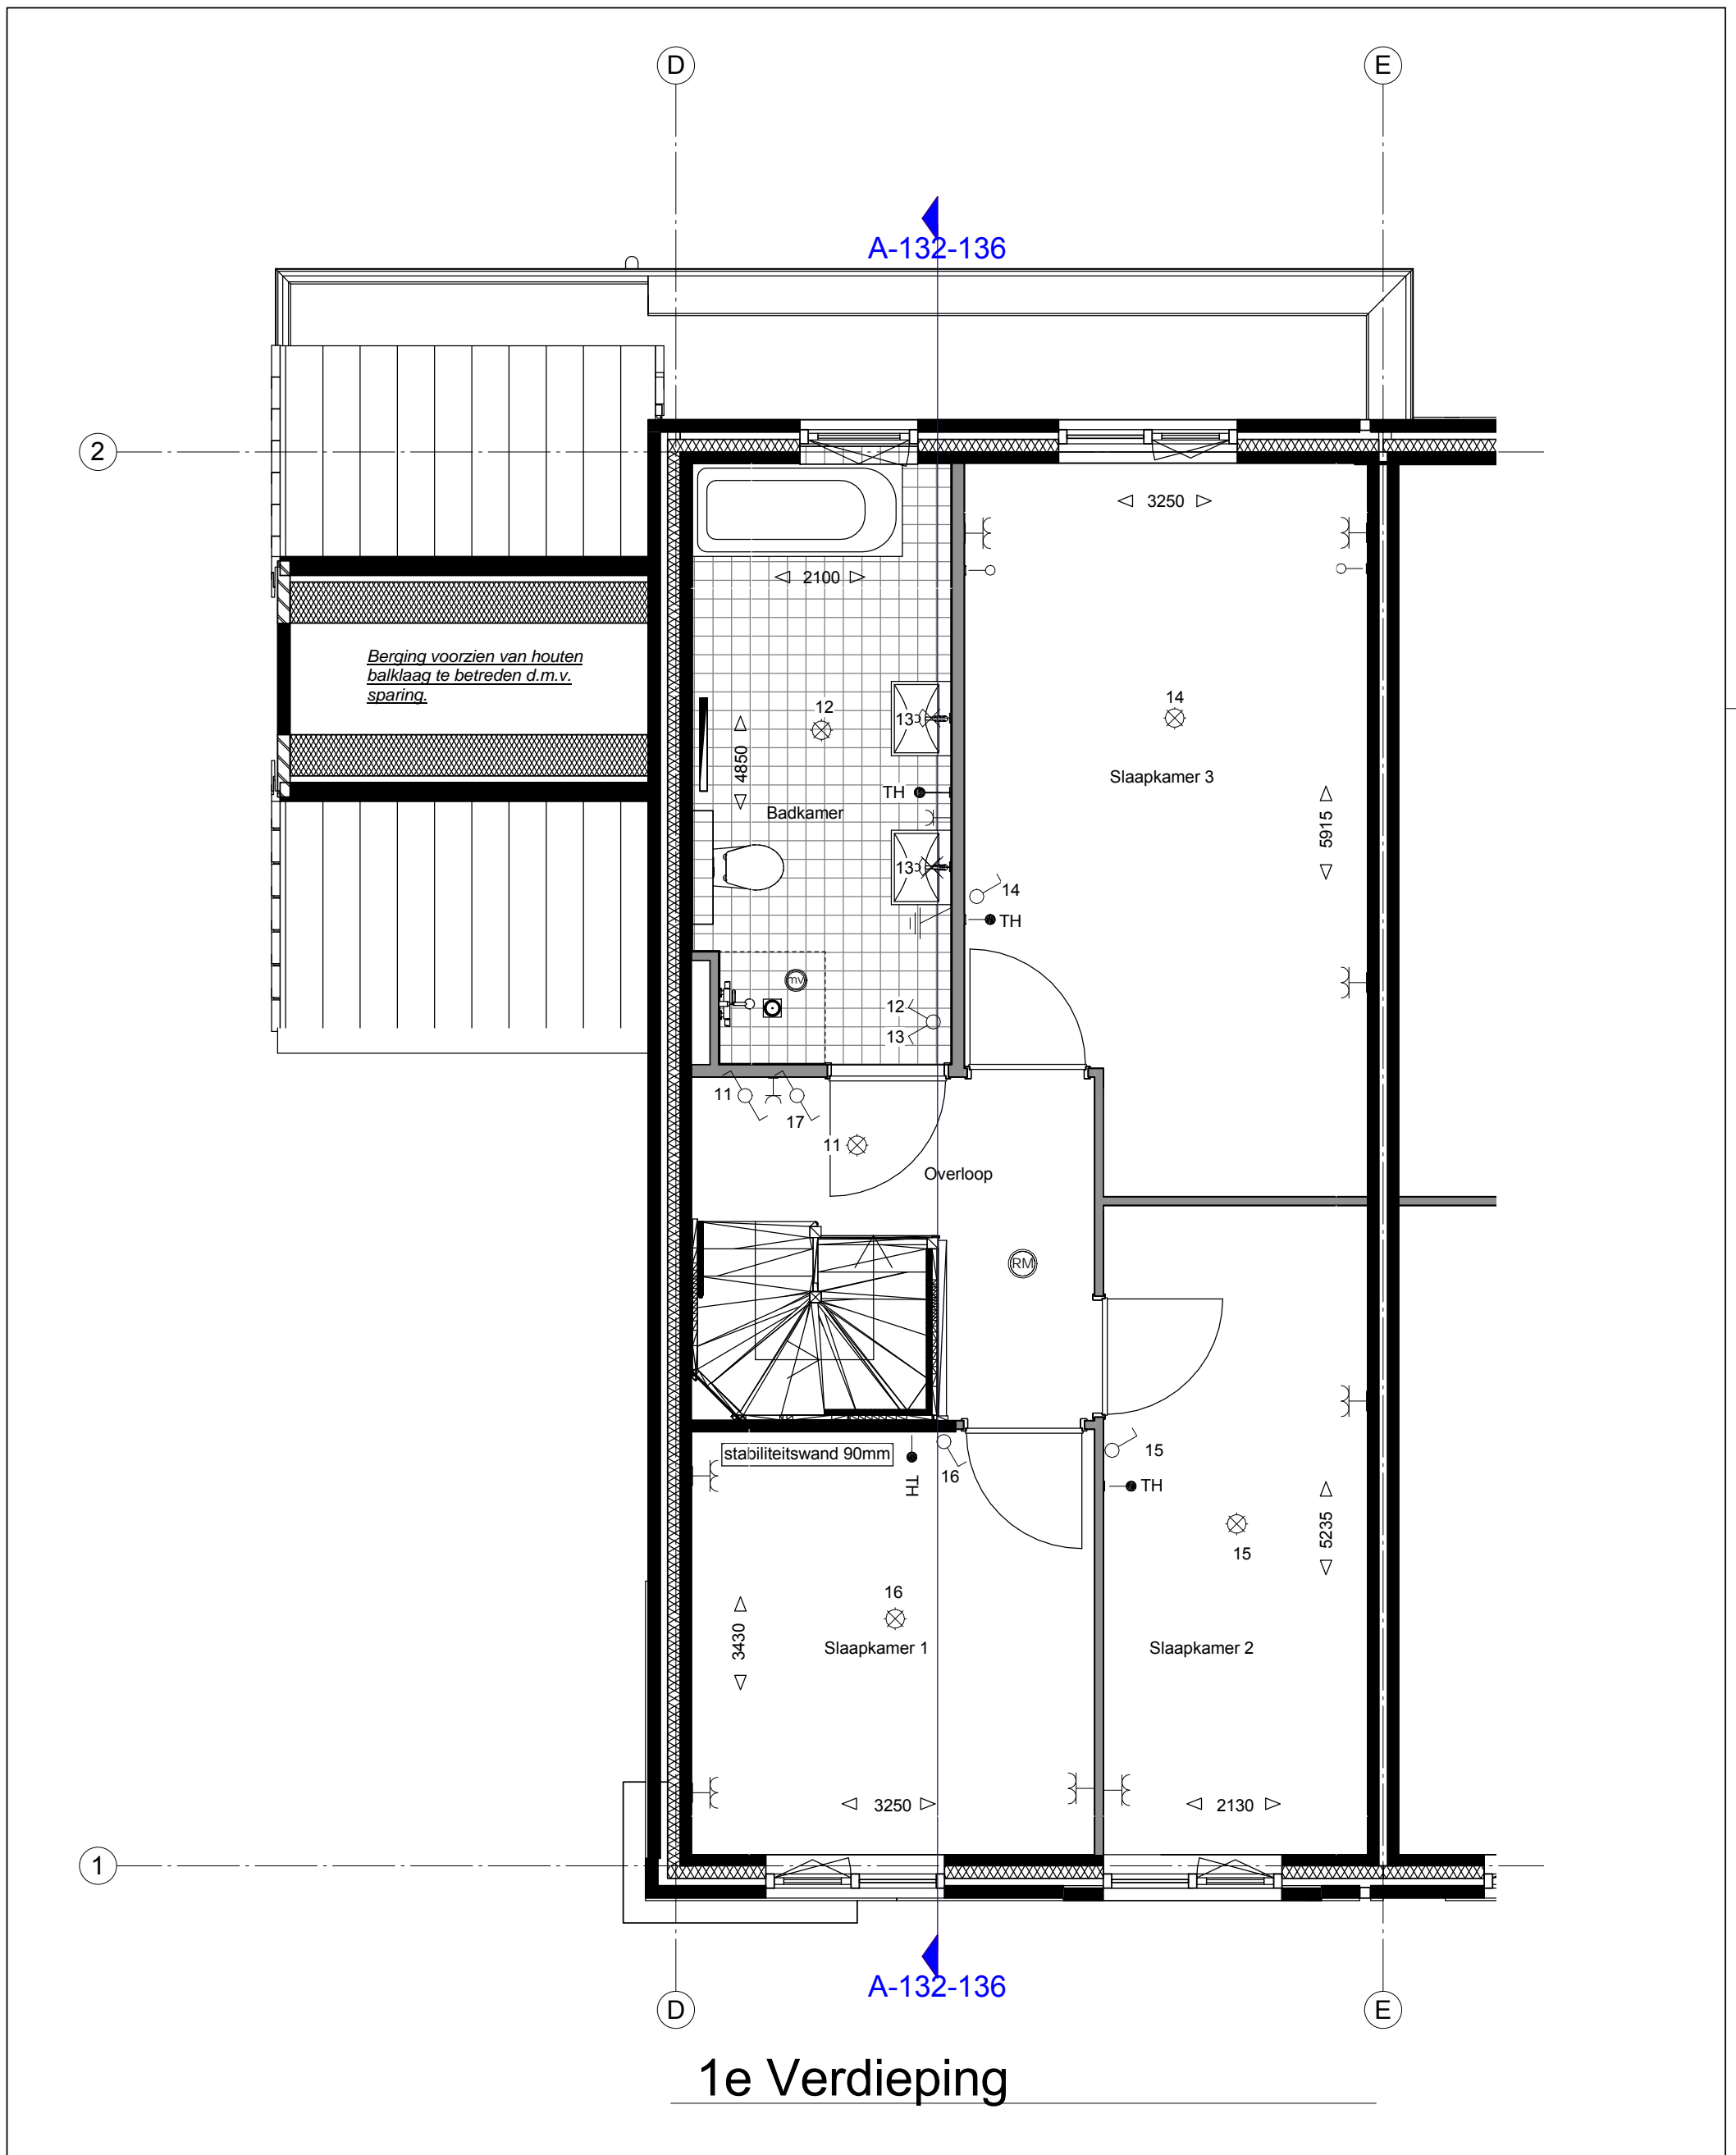 D
E
A-132-136
2
3250
2100
Berging voorzien van houten
balklaag te betreden d.m.v.
sparing.
12
14
13
4850
TH
Slaapkamer 3
Badkamer
5915
13
14
TH
mv
12
13
11
17
11
Overloop
RM
stabiliteitswand 90mm
16
TH
15
TH
5235
15
16
3430
Slaapkamer 1
Slaapkamer 2
3250
2130
1
A-132-136
D
E
1e Verdieping